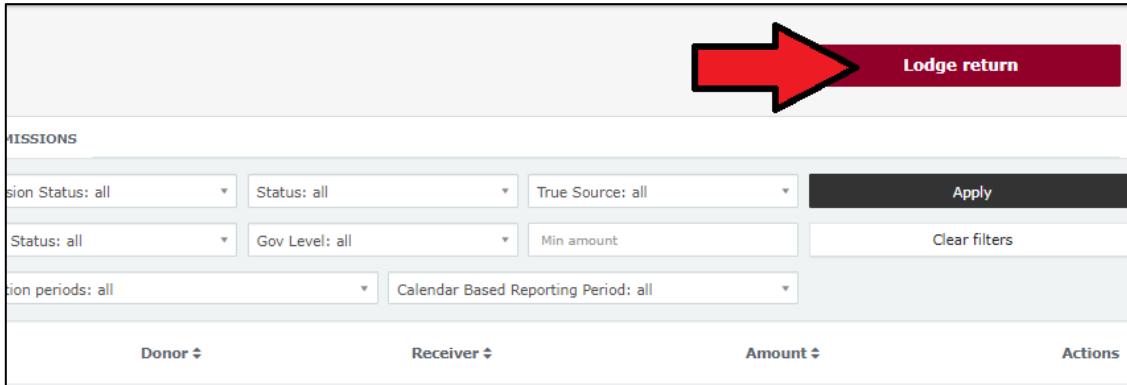 Lodge return
MISSIONS
sion Status: all Status: all True Source: all Apply
Status: all Gov Level: all Min amount Clear filters
tion periods: all Calendar Based Reporting Period: all
Donor Receiver Amount Actions